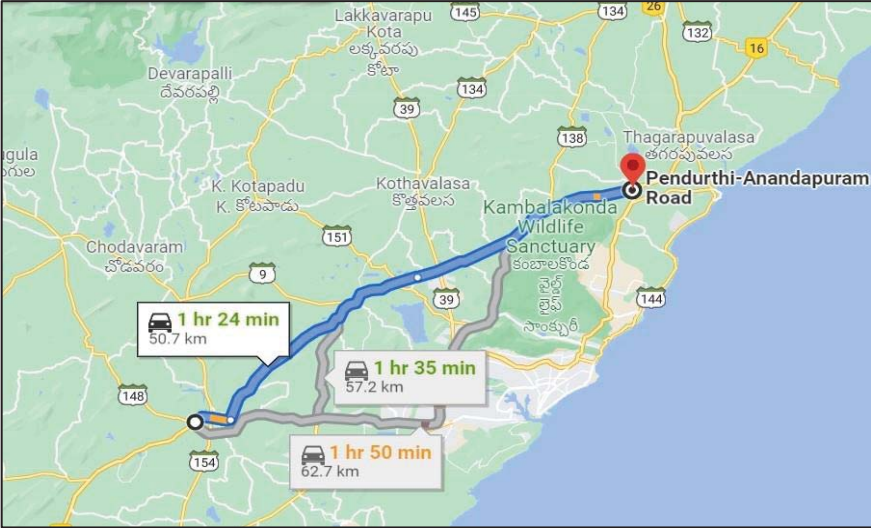 Lakkavarapu
Kota
లక్కవరపు
కోటా
145
134
26
132
16
Devarapalli
దేవరపల్లి
39
134
138
Thagarapuvalasa
తగరపువలస
K. Kotapadu
K. కోటపాడు
Kothavalasa
కొత్తవలస
Pendurthi-Anandapuram
Road
Kambalakonda
Wildlife
Sanctuary
కంబాలకొండ
వైల్డ్
లైఫ్
సాంక్చురీ
Chodavaram
చోడవరం
151
9
39
144
1 hr 24 min
50.7 km
1 hr 35 min
57.2 km
148
154
1 hr 50 min
62.7 km